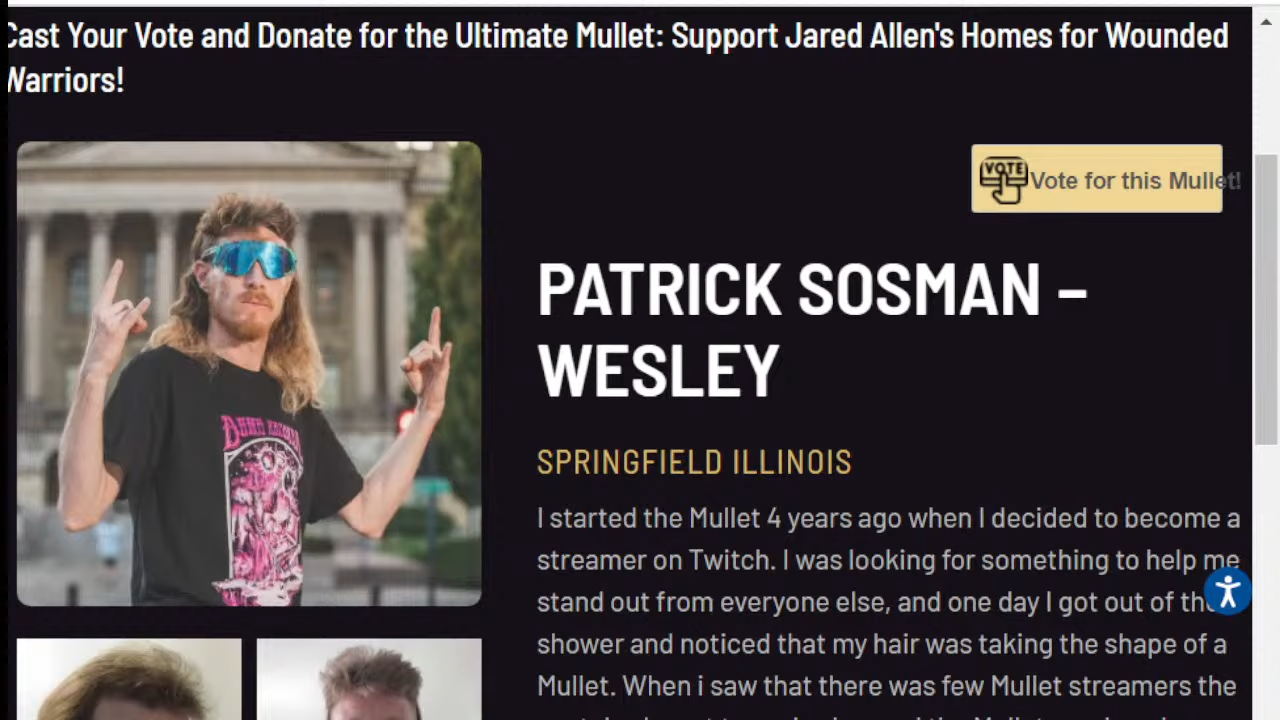 Cast Your Vote and Donate for the Ultimate Mullet: Support Jared Allen's Homes for Wounded
Warriors!
VOTE
Vote for this Mullet!
PATRICK SOSMAN –
WESLEY
SPRINGFIELD ILLINOIS
I started the Mullet 4 years ago when I decided to become a
streamer on Twitch. I was looking for something to help me
stand out from everyone else, and one day I got out of the
shower and noticed that my hair was taking the shape of a
Mullet. When i saw that there was few Mullet streamers the